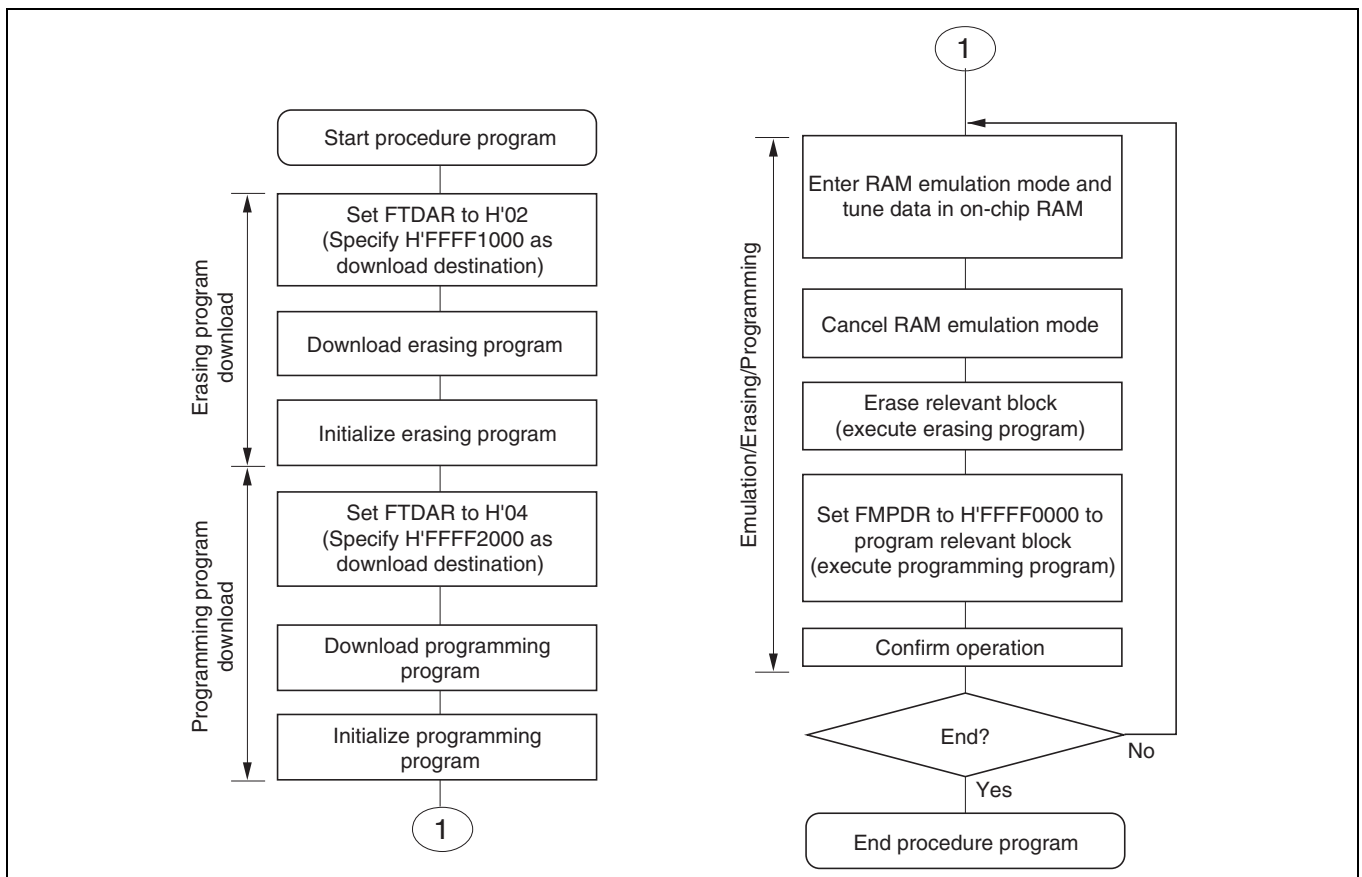 Start procedure program
Erasing program
download
Set FTDAR to H'02
(Specify H'FFFF1000 as
download destination)
Download erasing program
Initialize erasing program
Programming program
download
Set FTDAR to H'04
(Specify H'FFFF2000 as
download destination)
Download programming
program
Initialize programming
program
1
1
Emulation/Erasing/Programming
Enter RAM emulation mode and
tune data in on-chip RAM
Cancel RAM emulation mode
Erase relevant block
(execute erasing program)
Set FMPDR to H'FFFF0000 to
program relevant block
(execute programming program)
Confirm operation
End?
No
Yes
End procedure program